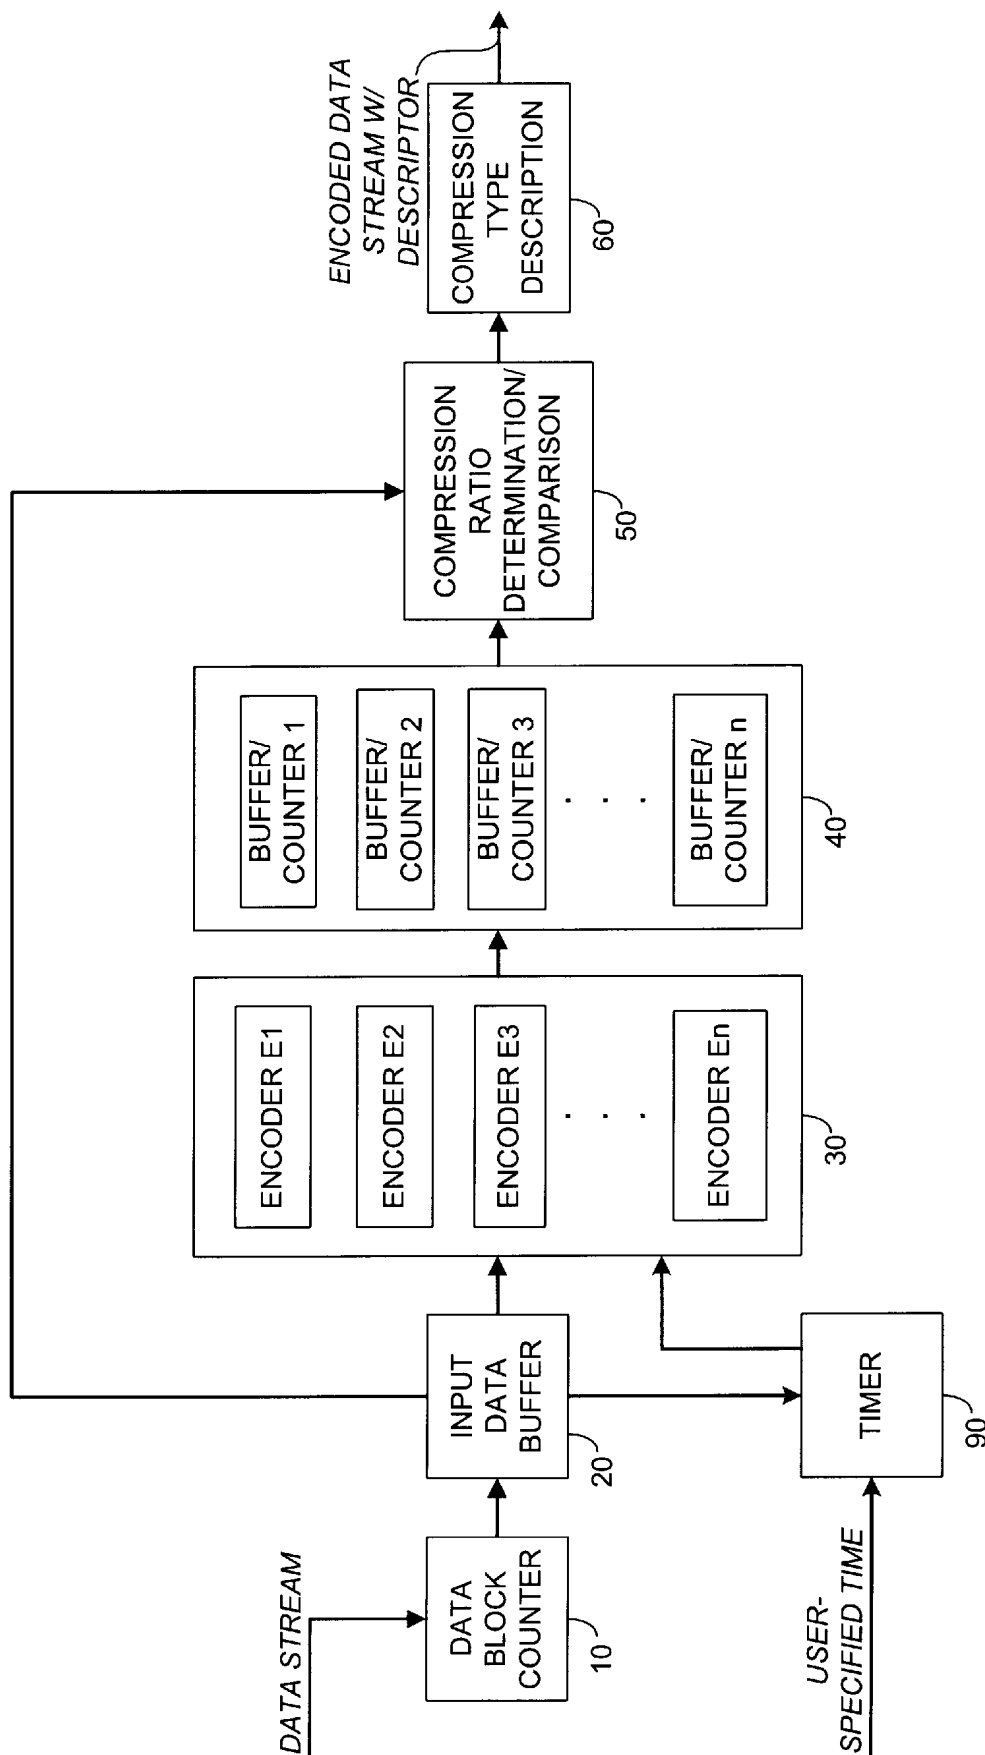 DATA STREAM
DATA
BLOCK
COUNTER
10
INPUT
DATA
BUFFER
20
USER-
SPECIFIED TIME
TIMER
90
ENCODER E1
ENCODER E2
ENCODER E3
. . .
ENCODER En
30
BUFFER/
COUNTER 1
BUFFER/
COUNTER 2
BUFFER/
COUNTER 3
. . .
BUFFER/
COUNTER n
40
COMPRESSION
RATIO
DETERMINATION/
COMPARISON
50
COMPRESSION
TYPE
DESCRIPTION
60
ENCODED DATA
STREAM W/
DESCRIPTOR